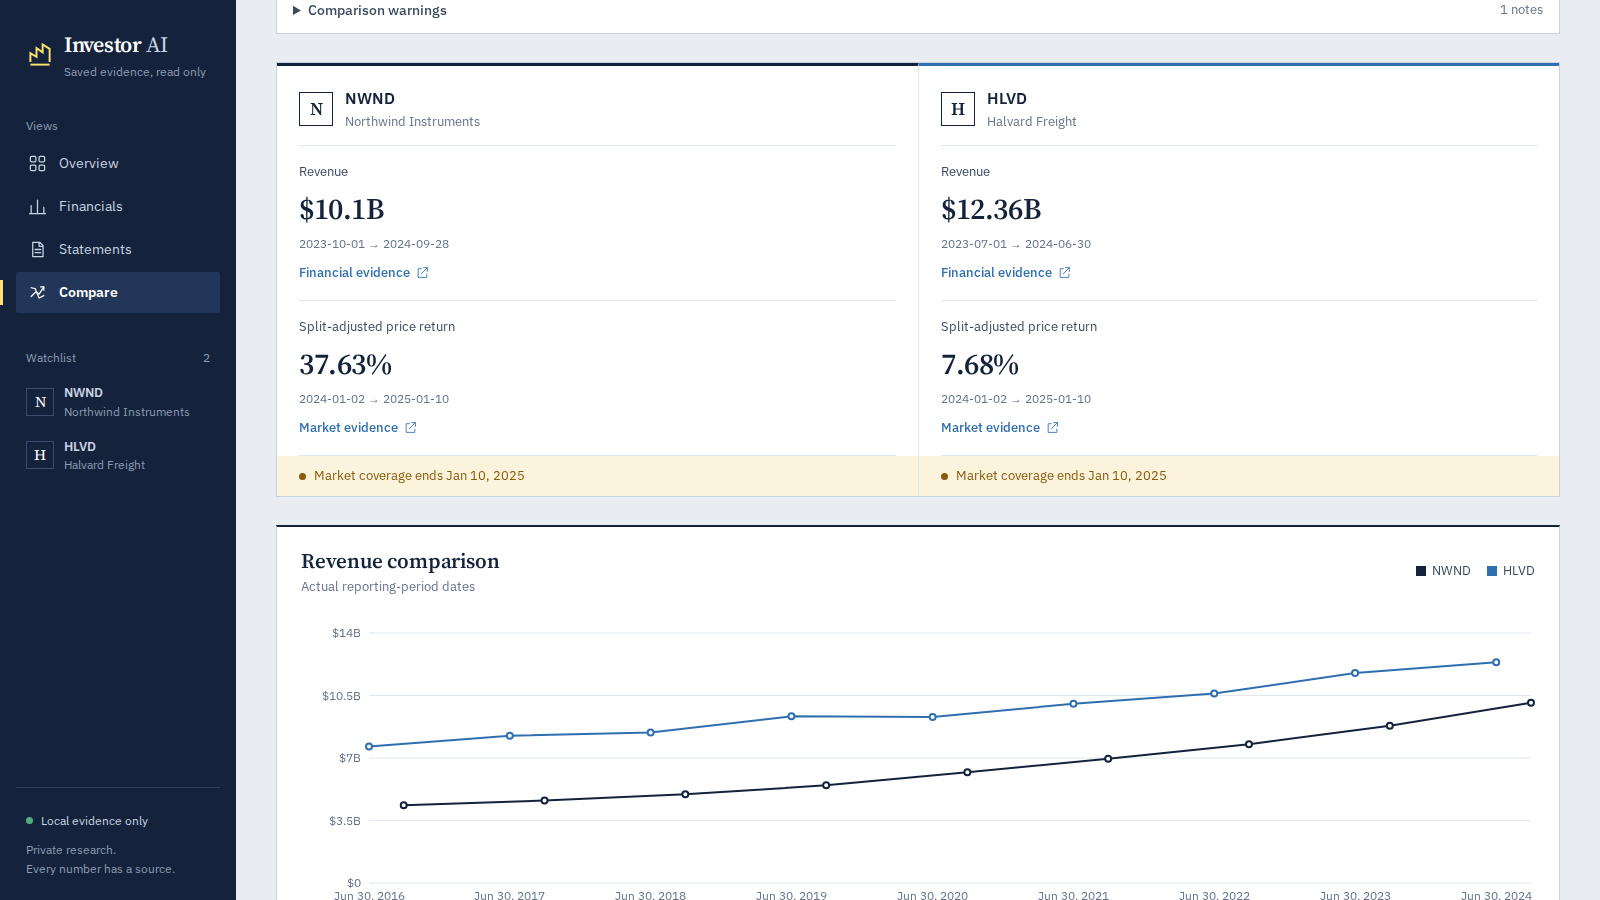 Investor AI
Saved evidence, read only
Views
Overview
Financials
Statements
Compare
Watchlist 2
N NWND
Northwind Instruments
H HLVD
Halvard Freight
Local evidence only
Private research.
Every number has a source.
Comparison warnings 1 notes
N NWND
Northwind Instruments
Revenue
$10.1B
2023-10-01 → 2024-09-28
Financial evidence
Split-adjusted price return
37.63%
2024-01-02 → 2025-01-10
Market evidence
Market coverage ends Jan 10, 2025
H HLVD
Halvard Freight
Revenue
$12.36B
2023-07-01 → 2024-06-30
Financial evidence
Split-adjusted price return
7.68%
2024-01-02 → 2025-01-10
Market evidence
Market coverage ends Jan 10, 2025
Revenue comparison
Actual reporting-period dates
NWND HLVD
$14B
$10.5B
$7B
$3.5B
$0
Jun 30, 2016 Jun 30, 2017 Jun 30, 2018 Jun 30, 2019 Jun 30, 2020 Jun 30, 2021 Jun 30, 2022 Jun 30, 2023 Jun 30, 2024